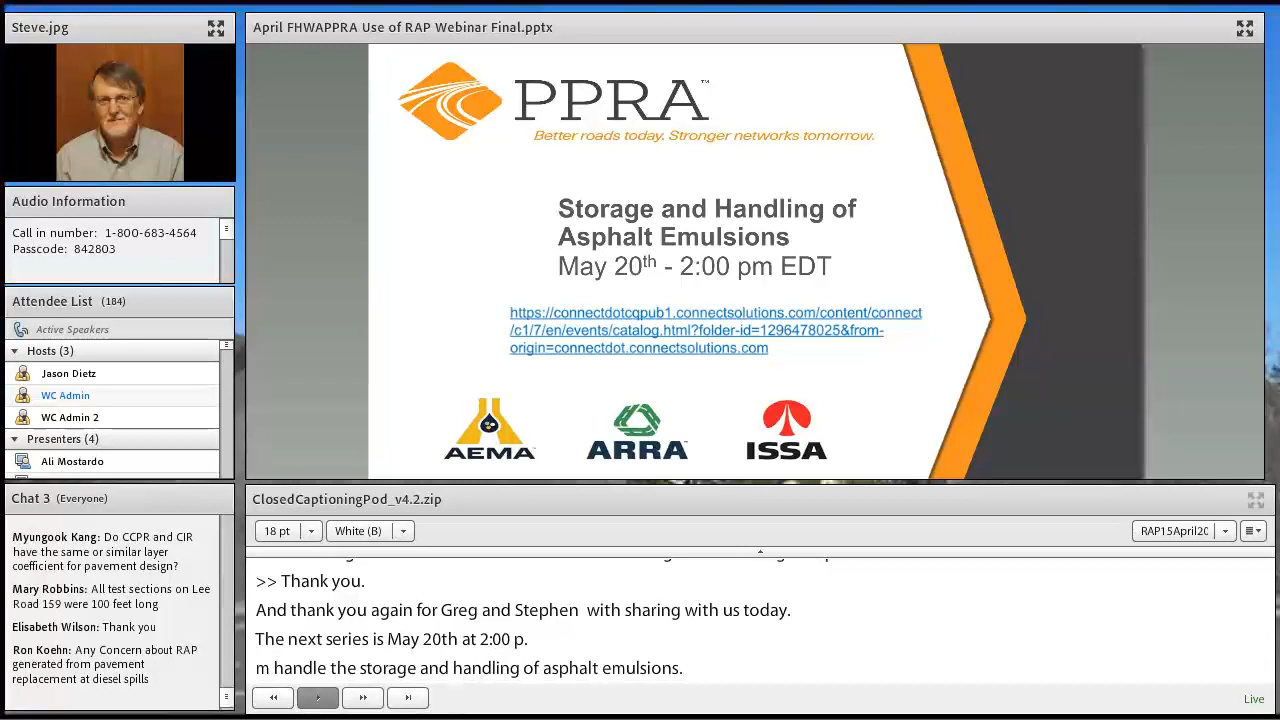 Steve.jpg
Audio Information
Call in number: 1-800-683-4564
Passcode: 842803
Attendee List (184)
Active Speakers
Hosts (3)
Jason Dietz
WC Admin
WC Admin 2
Presenters (4)
Ali Mostardo
Chat 3 (Everyone)
Myungook Kang: Do CCPR and CIR
have the same or similar layer
coefficient for pavement design?
Mary Robbins: All test sections on Lee
Road 159 were 100 feet long
Elisabeth Wilson: Thank you
Ron Koehn: Any Concern about RAP
generated from pavement
replacement at diesel spills
April FHWAPPRA Use of RAP Webinar Final.pptx
PPRA™
Better roads today. Stronger networks tomorrow.
Storage and Handling of
Asphalt Emulsions
May 20th - 2:00 pm EDT
https://connectdotcqpub1.connectsolutions.com/content/connect
/c1/7/en/events/catalog.html?folder-id=1296478025&from-
origin=connectdot.connectsolutions.com
AEMA
ARRA
ISSA
ClosedCaptioningPod_v4.2.zip
18 pt
White (B)
RAP15April20
>> Thank you.
And thank you again for Greg and Stephen with sharing with us today.
The next series is May 20th at 2:00 p.
m handle the storage and handling of asphalt emulsions.
Live